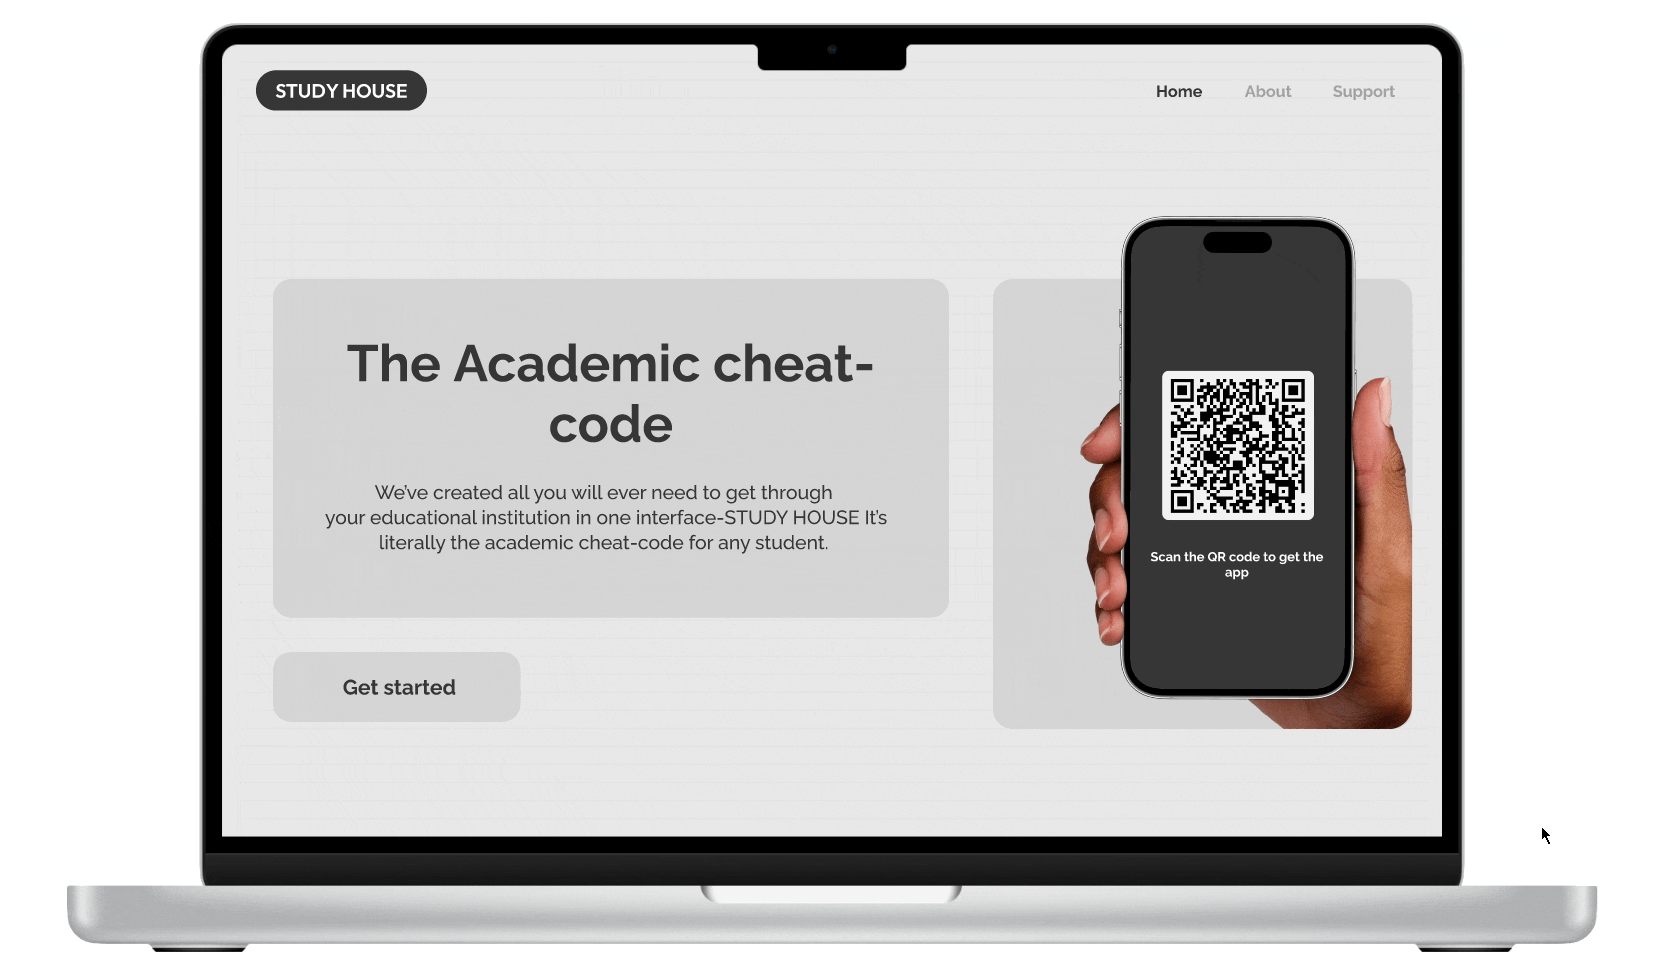 STUDY HOUSE
Home
About
Support
The Academic cheat-
code
We've created all you will ever need to get through
your educational institution in one interface-STUDY HOUSE It's
literally the academic cheat-code for any student.
Get started
Scan the QR code to get the
app